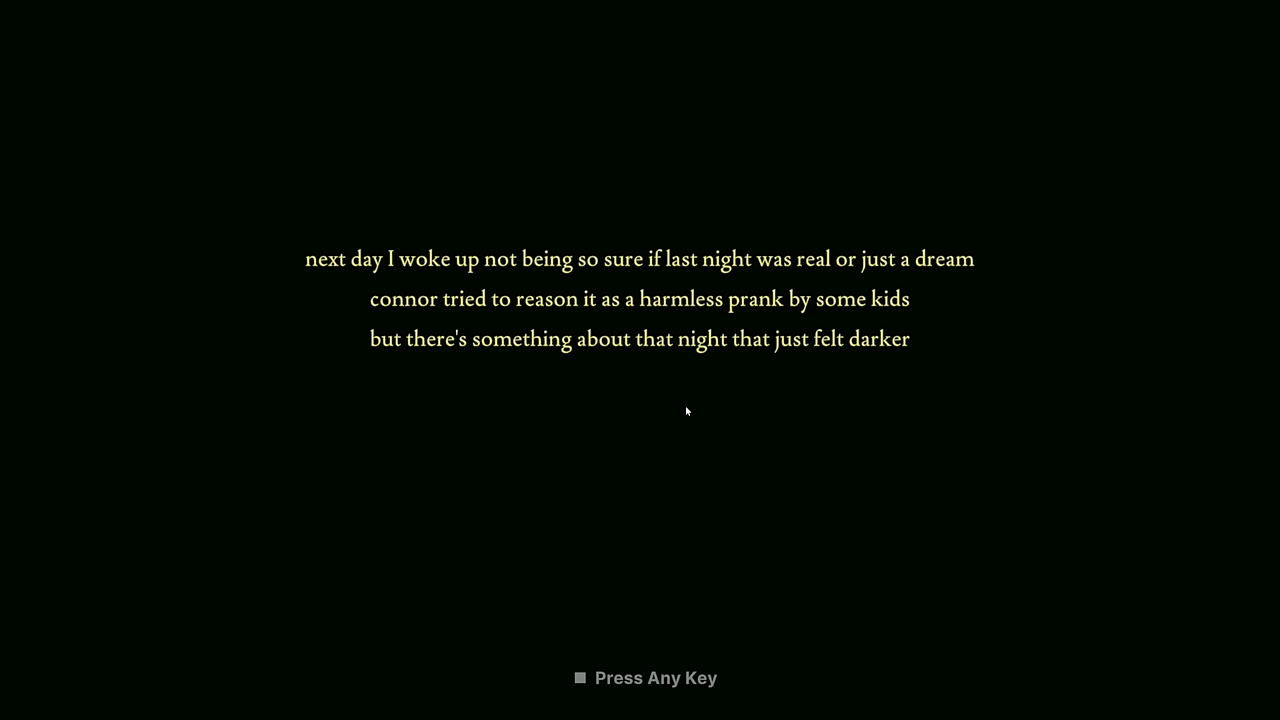 next day I woke up not being so sure if last night was real or just a dream
connor tried to reason it as a harmless prank by some kids
but there's something about that night that just felt darker
Press Any Key